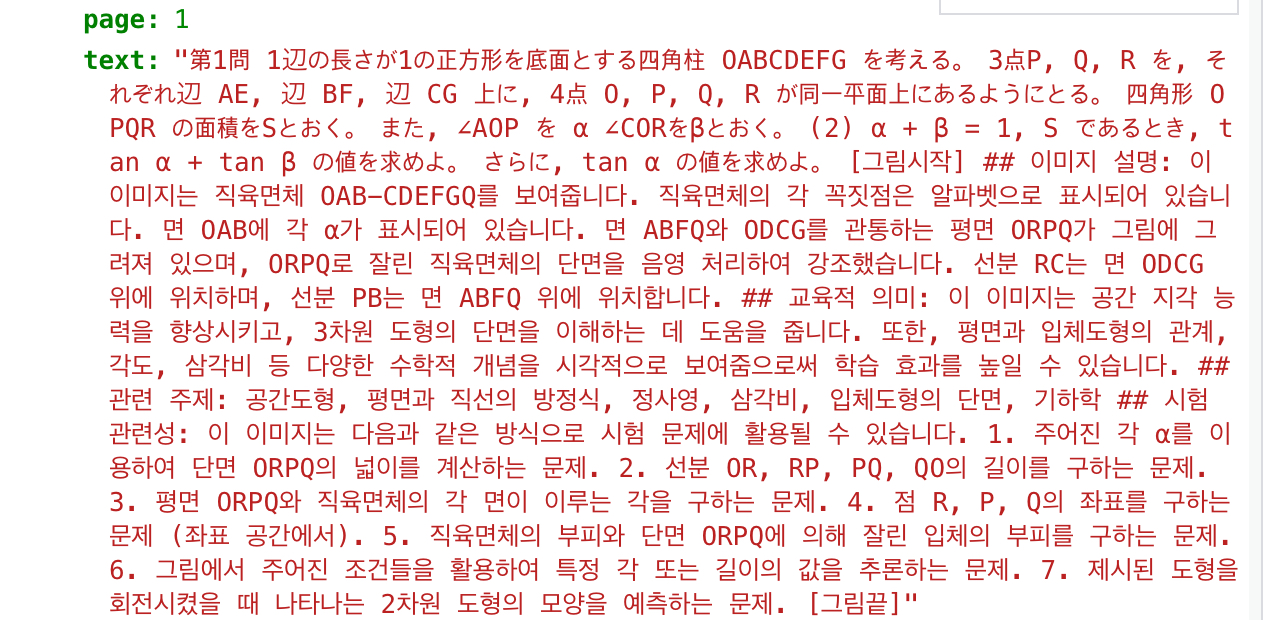 page: 1
text: "第1問 1辺の長さが1の正方形を底面とする四角柱 OABCDEFG を考える。 3点P, Q, R を, そ
れぞれ辺 AE, 辺 BF, 辺 CG 上に, 4点 O, P, Q, R が同一平面上にあるようにとる。 四角形 O
PQR の面積をSとおく。 また, ∠AOP を α ∠CORをβとおく。 (2) α + β = 1, S であるとき, t
an α + tan β の値を求めよ。 さらに, tan α の値を求めよ。 [그림시작] ## 이미지 설명: 이
이미지는 직육면체 OAB-CDEFGQ를 보여줍니다. 직육면체의 각 꼭짓점은 알파벳으로 표시되어 있습니
다. 면 OAB에 각 α가 표시되어 있습니다. 면 ABFQ와 ODCG를 관통하는 평면 ORPQ가 그림에 그
려져 있으며, ORPQ로 잘린 직육면체의 단면을 음영 처리하여 강조했습니다. 선분 RC는 면 ODCG
위에 위치하며, 선분 PB는 면 ABFQ 위에 위치합니다. ## 교육적 의미: 이 이미지는 공간 지각 능
력을 향상시키고, 3차원 도형의 단면을 이해하는 데 도움을 줍니다. 또한, 평면과 입체도형의 관계,
각도, 삼각비 등 다양한 수학적 개념을 시각적으로 보여줌으로써 학습 효과를 높일 수 있습니다. ##
관련 주제: 공간도형, 평면과 직선의 방정식, 정사영, 삼각비, 입체도형의 단면, 기하학 ## 시험
관련성: 이 이미지는 다음과 같은 방식으로 시험 문제에 활용될 수 있습니다. 1. 주어진 각 α를 이
용하여 단면 ORPQ의 넓이를 계산하는 문제. 2. 선분 OR, RP, PQ, QO의 길이를 구하는 문제.
3. 평면 ORPQ와 직육면체의 각 면이 이루는 각을 구하는 문제. 4. 점 R, P, Q의 좌표를 구하는
문제 (좌표 공간에서). 5. 직육면체의 부피와 단면 ORPQ에 의해 잘린 입체의 부피를 구하는 문제.
6. 그림에서 주어진 조건들을 활용하여 특정 각 또는 길이의 값을 추론하는 문제. 7. 제시된 도형을
회전시켰을 때 나타나는 2차원 도형의 모양을 예측하는 문제. [그림끝]"